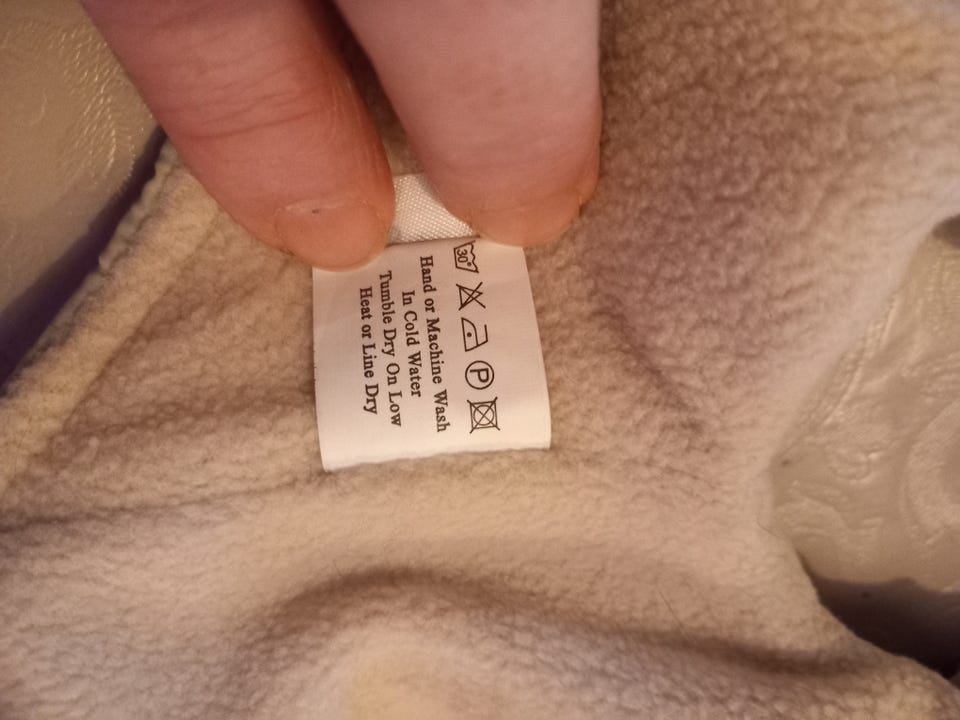 30°
P
Hand or Machine Wash
In Cold Water
Tumble Dry On Low
Heat or Line Dry